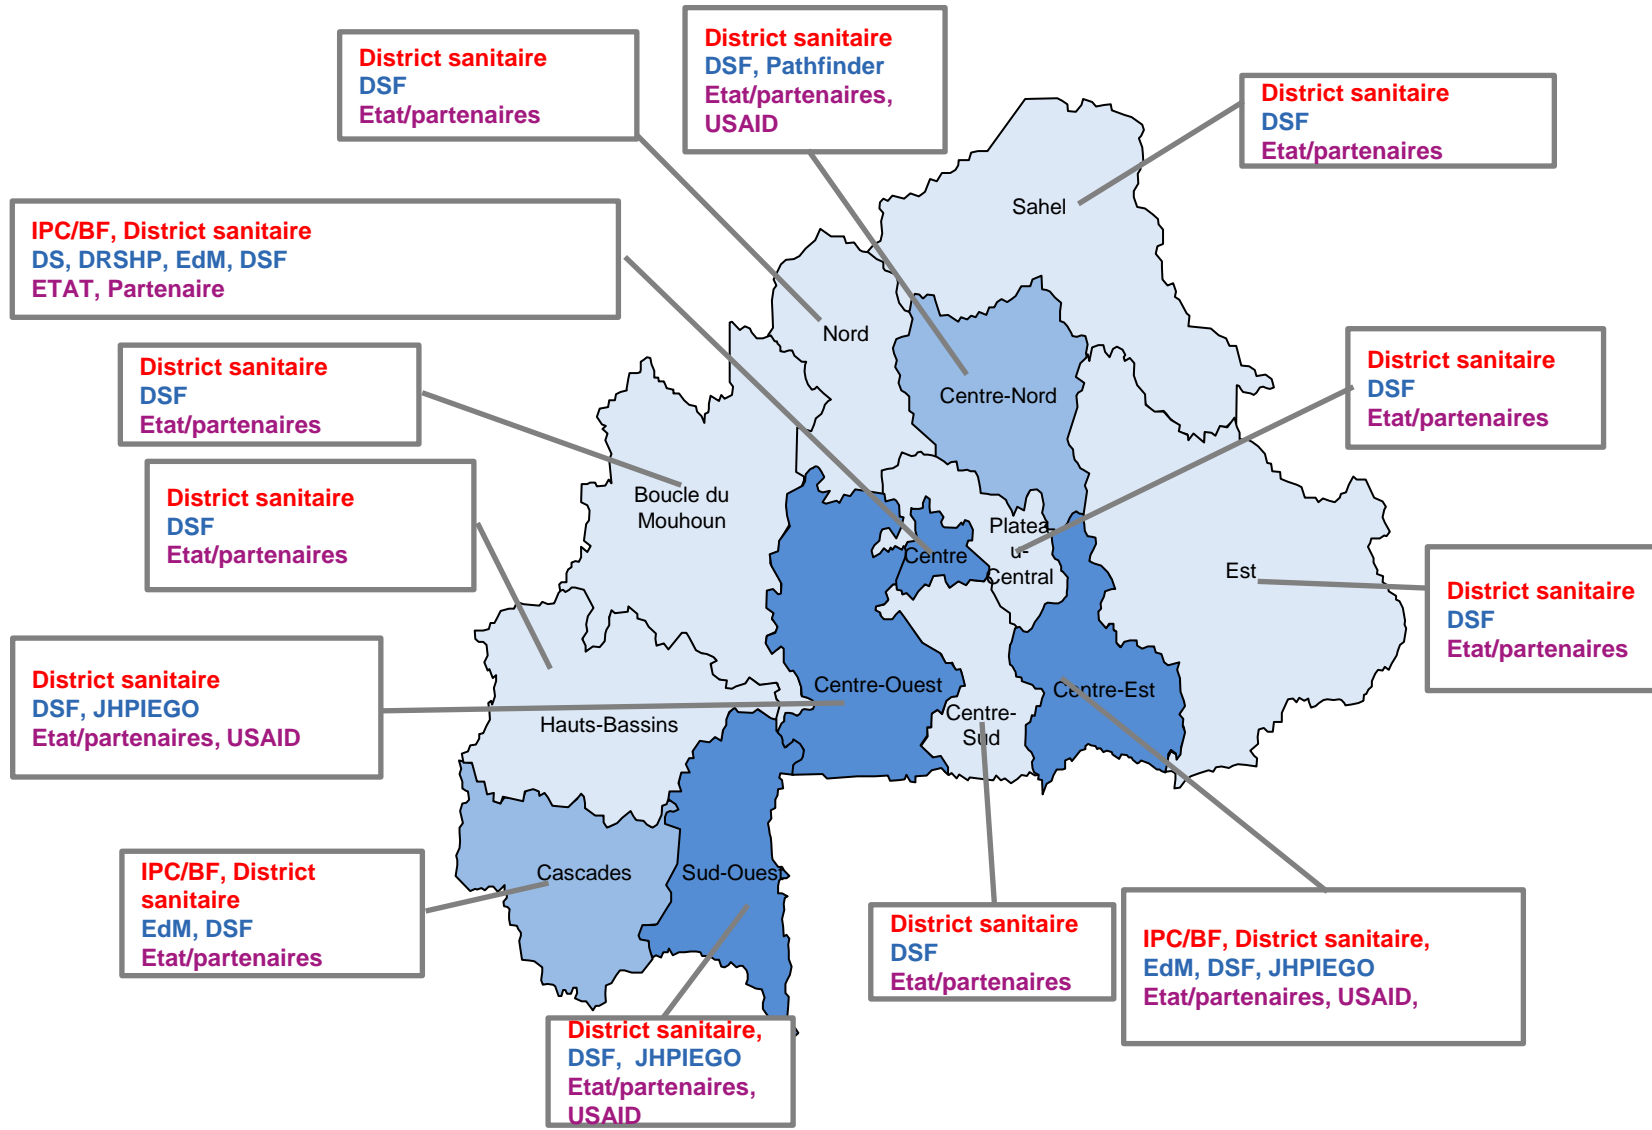 District sanitaire
DSF
Etat/partenaires
District sanitaire
DSF, Pathfinder
Etat/partenaires,
USAID
District sanitaire
DSF
Etat/partenaires
IPC/BF, District sanitaire
DS, DRSHP, EdM, DSF
ETAT, Partenaire
Sahel
Nord
Centre-Nord
District sanitaire
DSF
Etat/partenaires
District sanitaire
DSF
Etat/partenaires
District sanitaire
DSF
Etat/partenaires
Boucle du
Mouhoun
Centre
Platea
u-
Central
Est
District sanitaire
DSF
Etat/partenaires
District sanitaire
DSF, JHPIEGO
Etat/partenaires, USAID
Hauts-Bassins
Centre-Ouest
Centre-
Sud
Centre-Est
Cascades
Sud-Ouest
IPC/BF, District
sanitaire
EdM, DSF
Etat/partenaires
District sanitaire
DSF
Etat/partenaires
IPC/BF, District sanitaire,
EdM, DSF, JHPIEGO
Etat/partenaires, USAID,
District sanitaire,
DSF, JHPIEGO
Etat/partenaires,
USAID